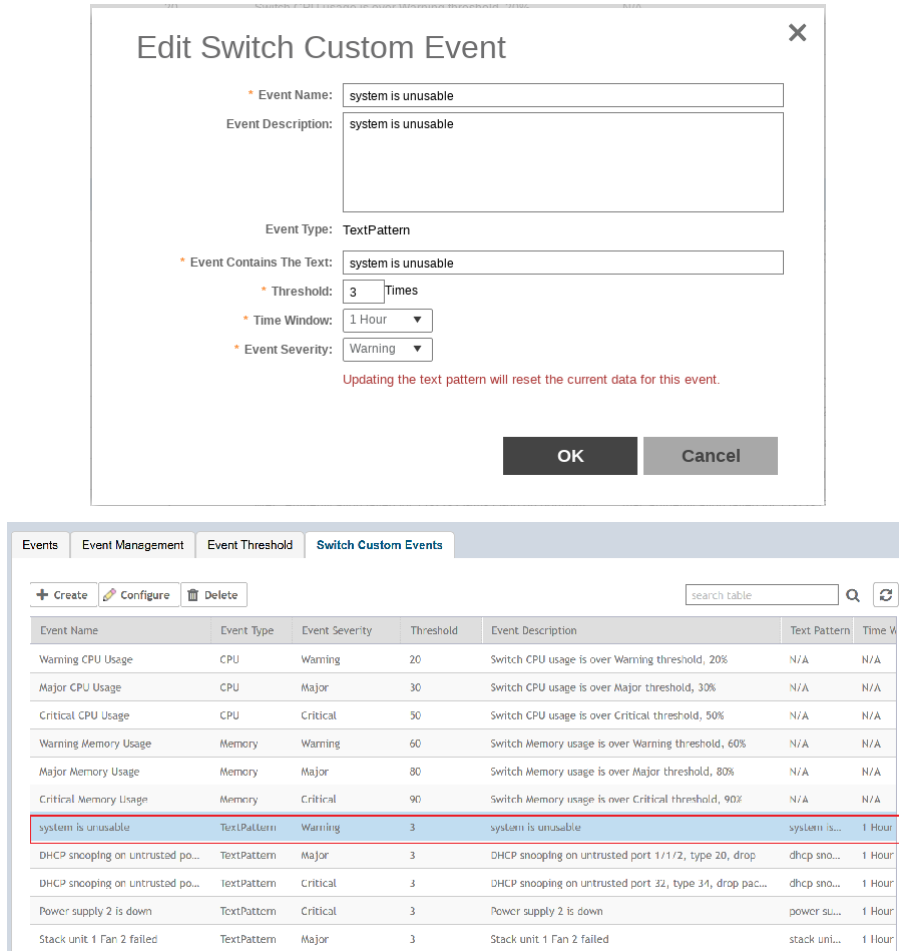 20 Switch CPU usage is over Warning threshold, 20% N/A
Edit Switch Custom Event
* Event Name: system is unusable
Event Description: system is unusable
Event Type: TextPattern
* Event Contains The Text: system is unusable
* Threshold: 3 Times
* Time Window: 1 Hour
* Event Severity: Warning
Updating the text pattern will reset the current data for this event.
OK Cancel
Events Event Management Event Threshold Switch Custom Events
Create Configure Delete search table
Event Name Event Type Event Severity Threshold Event Description Text Pattern Time W
Warning CPU Usage CPU Warning 20 Switch CPU usage is over Warning threshold, 20% N/A N/A
Major CPU Usage CPU Major 30 Switch CPU usage is over Major threshold, 30% N/A N/A
Critical CPU Usage CPU Critical 50 Switch CPU usage is over Critical threshold, 50% N/A N/A
Warning Memory Usage Memory Warning 60 Switch Memory usage is over Warning threshold, 60% N/A N/A
Major Memory Usage Memory Major 80 Switch Memory usage is over Major threshold, 80% N/A N/A
Critical Memory Usage Memory Critical 90 Switch Memory usage is over Critical threshold, 90% N/A N/A
system is unusable TextPattern Warning 3 system is unusable system is... 1 Hour
DHCP snooping on untrusted po... TextPattern Major 3 DHCP snooping on untrusted port 1/1/2, type 20, drop dhcp sno... 1 Hour
DHCP snooping on untrusted po... TextPattern Critical 3 DHCP snooping on untrusted port 32, type 34, drop pac... dhcp sno... 1 Hour
Power supply 2 is down TextPattern Critical 3 Power supply 2 is down power su... 1 Hour
Stack unit 1 Fan 2 failed TextPattern Major 3 Stack unit 1 Fan 2 failed stack uni... 1 Hour